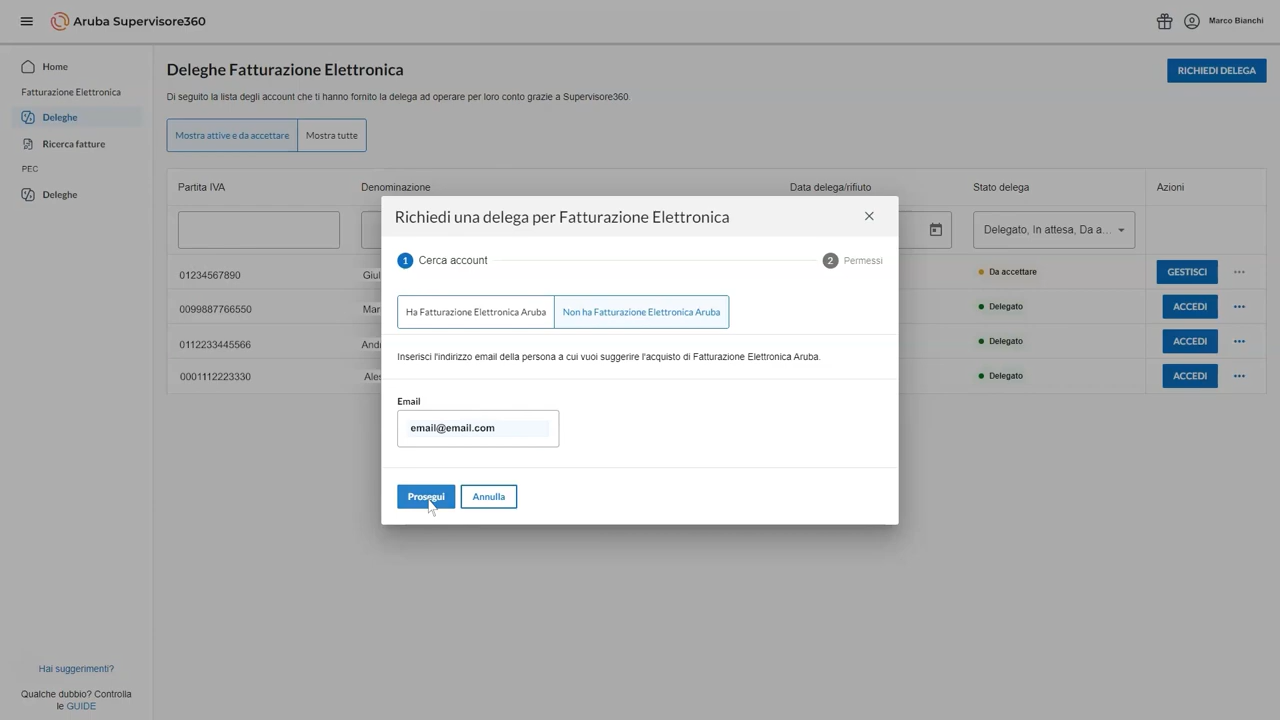 Aruba Supervisore360
Marco Bianchi
Home
Fatturazione Elettronica
Deleghe
Ricerca fatture
PEC
Deleghe
Hai suggerimenti?
Qualche dubbio? Controlla
le GUIDE
Deleghe Fatturazione Elettronica
RICHIEDI DELEGA
Di seguito la lista degli account che ti hanno fornito la delega ad operare per loro conto grazie a Supervisore360.
Mostra attive e da accettare
Mostra tutte
Partita IVA
Denominazione
Data delega/rifiuto
Stato delega
Azioni
Delegato, In attesa, Da a...
01234567890
Giul
Da accettare
GESTISCI
0099887766550
Mar
Delegato
ACCEDI
0112233445566
Andr
Delegato
ACCEDI
0001112223330
Ales
Delegato
ACCEDI
Richiedi una delega per Fatturazione Elettronica
1 Cerca account
2 Permessi
Ha Fatturazione Elettronica Aruba
Non ha Fatturazione Elettronica Aruba
Inserisci l'indirizzo email della persona a cui vuoi suggerire l'acquisto di Fatturazione Elettronica Aruba.
Email
email@email.com
Prosegui
Annulla